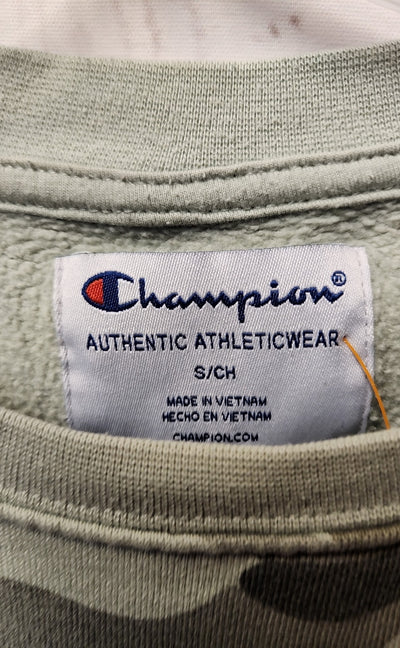 Champion®
AUTHENTIC ATHLETICWEAR
S/CH
MADE IN VIETNAM
HECHO EN VIETNAM
CHAMPION.COM